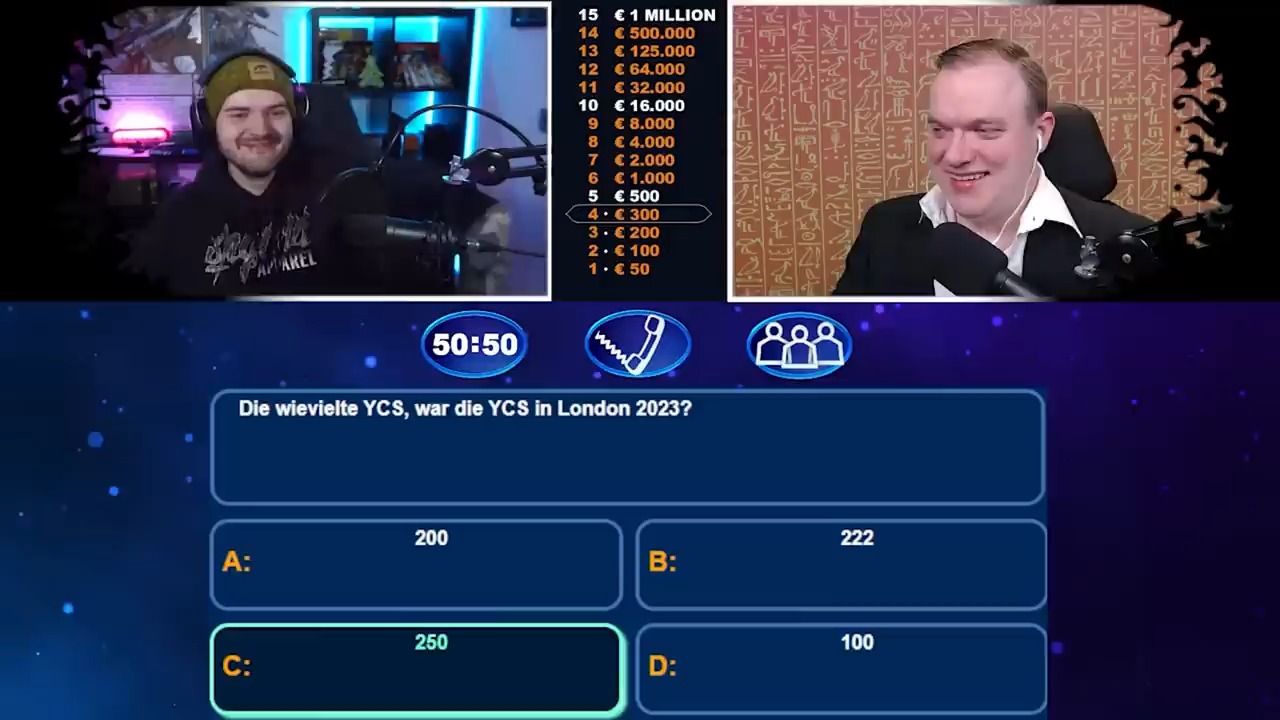 15 € 1 MILLION
14 € 500.000
13 € 125.000
12 € 64.000
11 € 32.000
10 € 16.000
9 € 8.000
8 € 4.000
7 € 2.000
6 € 1.000
5 € 500
4 · € 300
3 · € 200
2 · € 100
1 · € 50
APPAREL
50:50
Die wievielte YCS, war die YCS in London 2023?
A: 200
B: 222
C: 250
D: 100